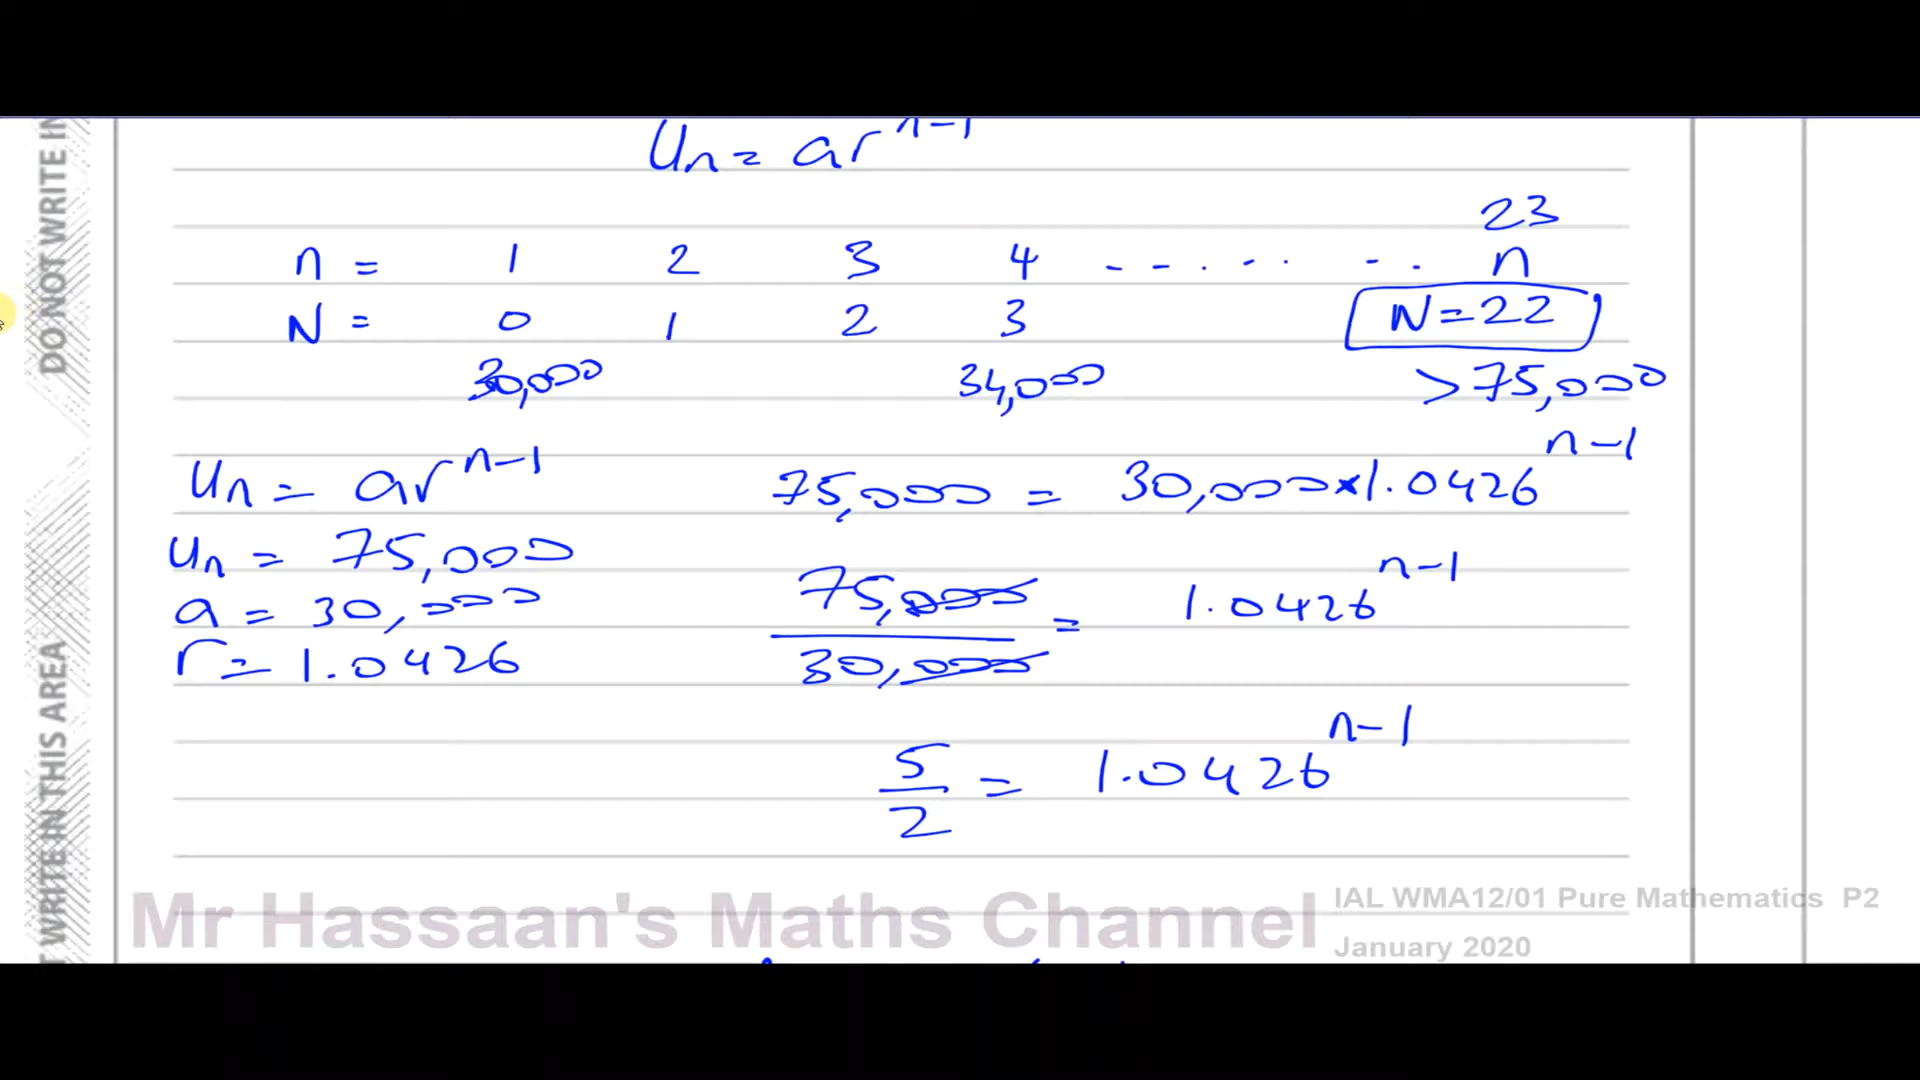 Un = ar^n-1
23
n = 1 2 3 4 - - . - . . - . n
N = 0 1 2 3 N=22
30,000 34,000 >75,000
Un = ar^n-1 75,000 = 30,000×1.0426^n-1
Un = 75,000
a = 30,000 75,000/30,000 = 1.0426^n-1
r = 1.0426
5/2 = 1.0426^n-1
Mr Hassaan's Maths Channel
IAL WMA12/01 Pure Mathematics P2
January 2020
DO NOT WRITE IN
T WRITE IN THIS AREA